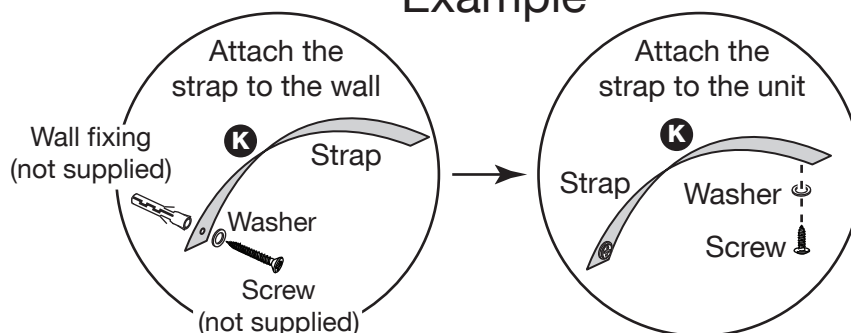 Example
Attach the
strap to the wall
K
Wall fixing
(not supplied)
Strap
Washer
Screw
(not supplied)
Attach the
strap to the unit
K
Strap
Washer
Screw